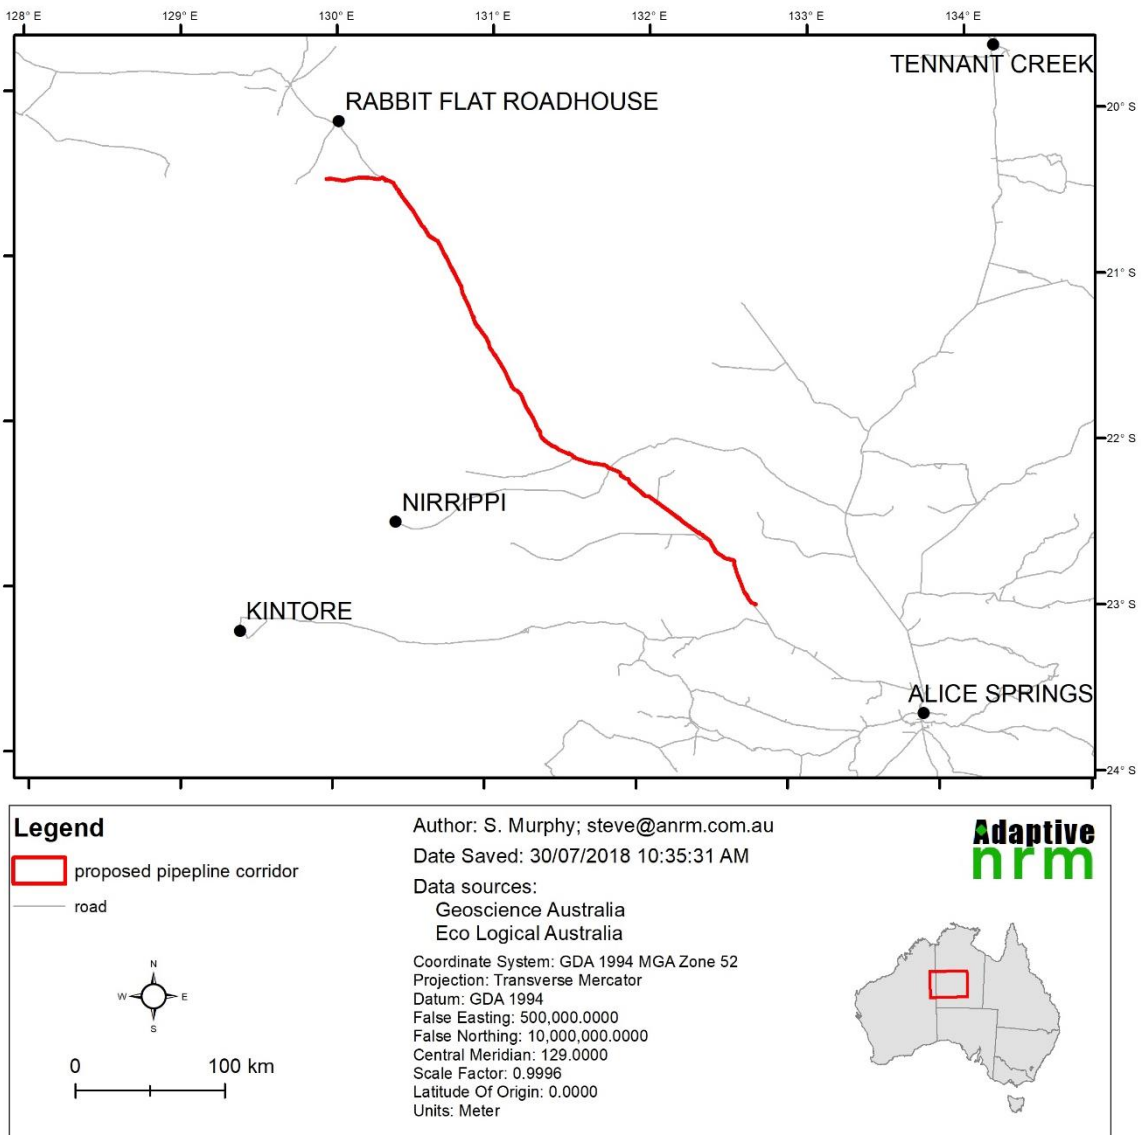 128° E 129° E 130° E 131° E 132° E 133° E 134° E
TENNANT CREEK
RABBIT FLAT ROADHOUSE
20° S
21° S
22° S
NIRRIPPI
23° S
KINTORE
ALICE SPRINGS
24° S
Legend
proposed pipepline corridor
road
N
W E
S
0 100 km
Author: S. Murphy; steve@anrm.com.au
Date Saved: 30/07/2018 10:35:31 AM
Data sources:
Geoscience Australia
Eco Logical Australia
Coordinate System: GDA 1994 MGA Zone 52
Projection: Transverse Mercator
Datum: GDA 1994
False Easting: 500,000.0000
False Northing: 10,000,000.0000
Central Meridian: 129.0000
Scale Factor: 0.9996
Latitude Of Origin: 0.0000
Units: Meter
Adaptive
nrm